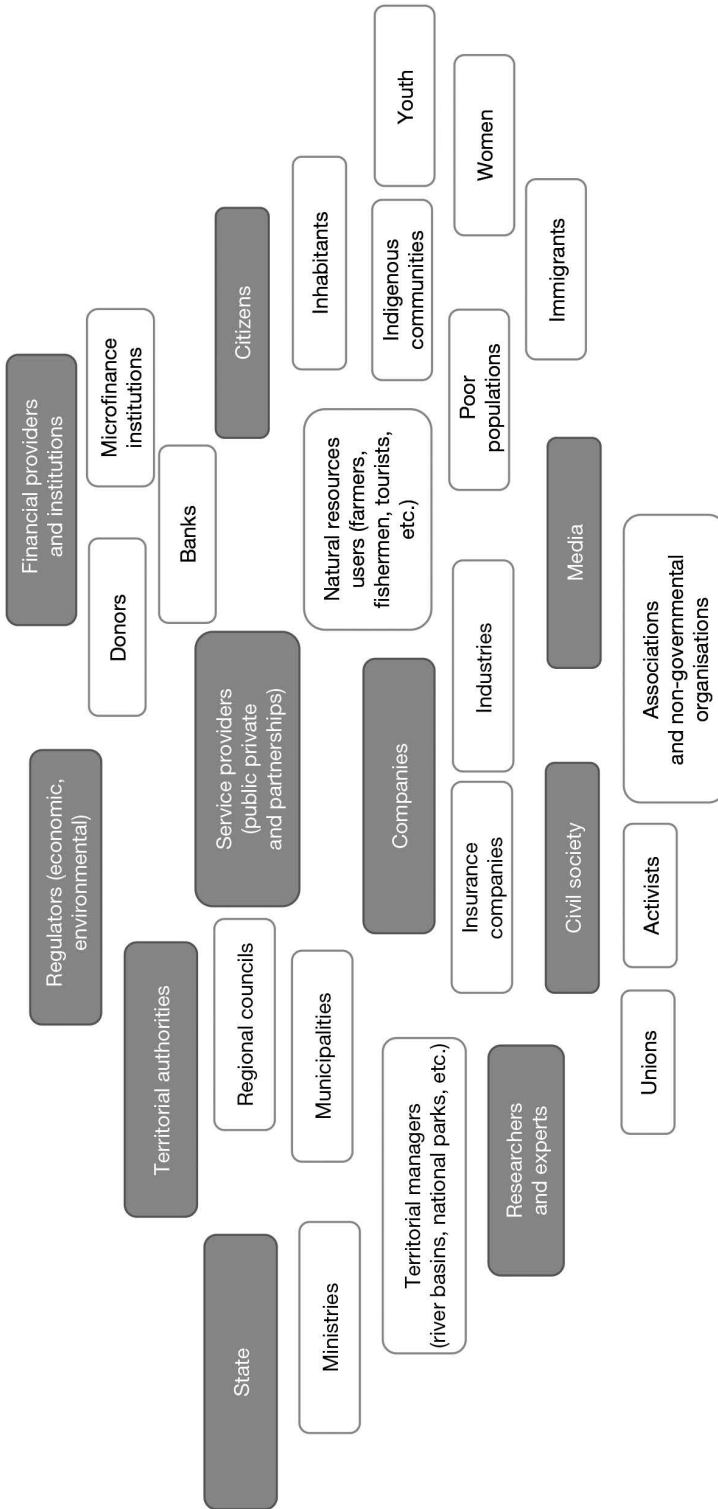 Financial providers
and institutions
Microfinance
institutions
Donors
Banks
Regulators (economic,
environmental)
Territorial authorities
Regional councils
Municipalities
Service providers
(public private
and partnerships)
Citizens
Inhabitants
Youth
Indigenous
communities
Women
Poor
populations
Immigrants
Natural resources
users (farmers,
fishermen, tourists,
etc.)
State
Ministries
Territorial managers
(river basins, national parks, etc.)
Researchers
and experts
Companies
Insurance
companies
Industries
Civil society
Unions
Activists
Associations
and non-governmental
organisations
Media